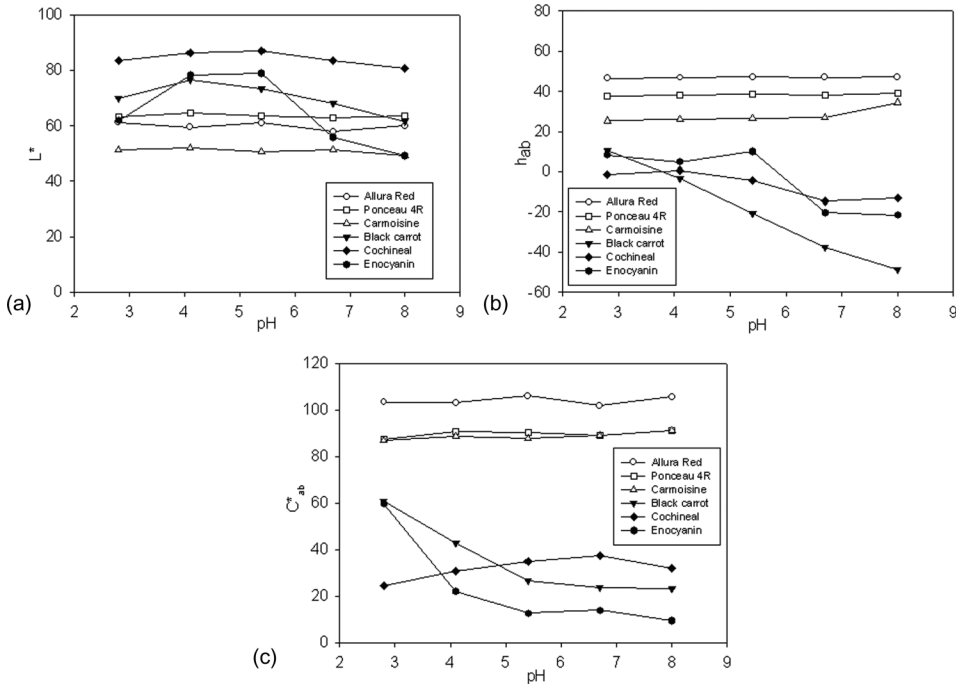 100
80
60
40
20
0
L*
2 3 4 5 6 7 8 9
pH
Allura Red
Ponceau 4R
Carmoisine
Black carrot
Cochineal
Enocyanin
(a)
80
60
40
20
0
-20
-40
-60
hab
2 3 4 5 6 7 8 9
pH
Allura Red
Ponceau 4R
Carmoisine
Black carrot
Cochineal
Enocyanin
(b)
120
100
80
60
40
20
0
C*ab
2 3 4 5 6 7 8 9
pH
Allura Red
Ponceau 4R
Carmoisine
Black carrot
Cochineal
Enocyanin
(c)